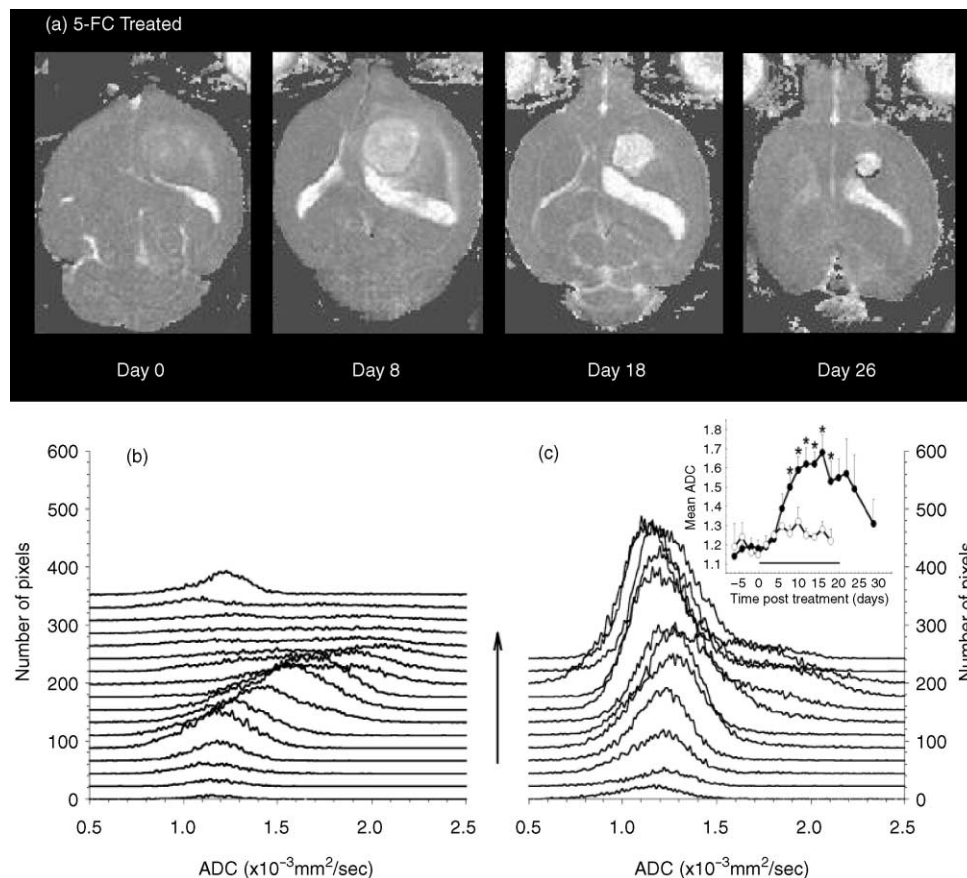 (a) 5-FC Treated
Day 0
Day 8
Day 18
Day 26
(b)
600
500
400
300
200
100
0
Number of pixels
0.5 1.0 1.5 2.0 2.5
ADC (x10⁻³mm²/sec)
(c)
1.8
1.7
1.6
1.5
1.4
1.3
1.2
1.1
Mean ADC
* * * * * *
−5 0 5 10 15 20 25 30
Time post treatment (days)
600
500
400
300
200
100
0
Number of pixels
0.5 1.0 1.5 2.0 2.5
ADC (x10⁻³mm²/sec)